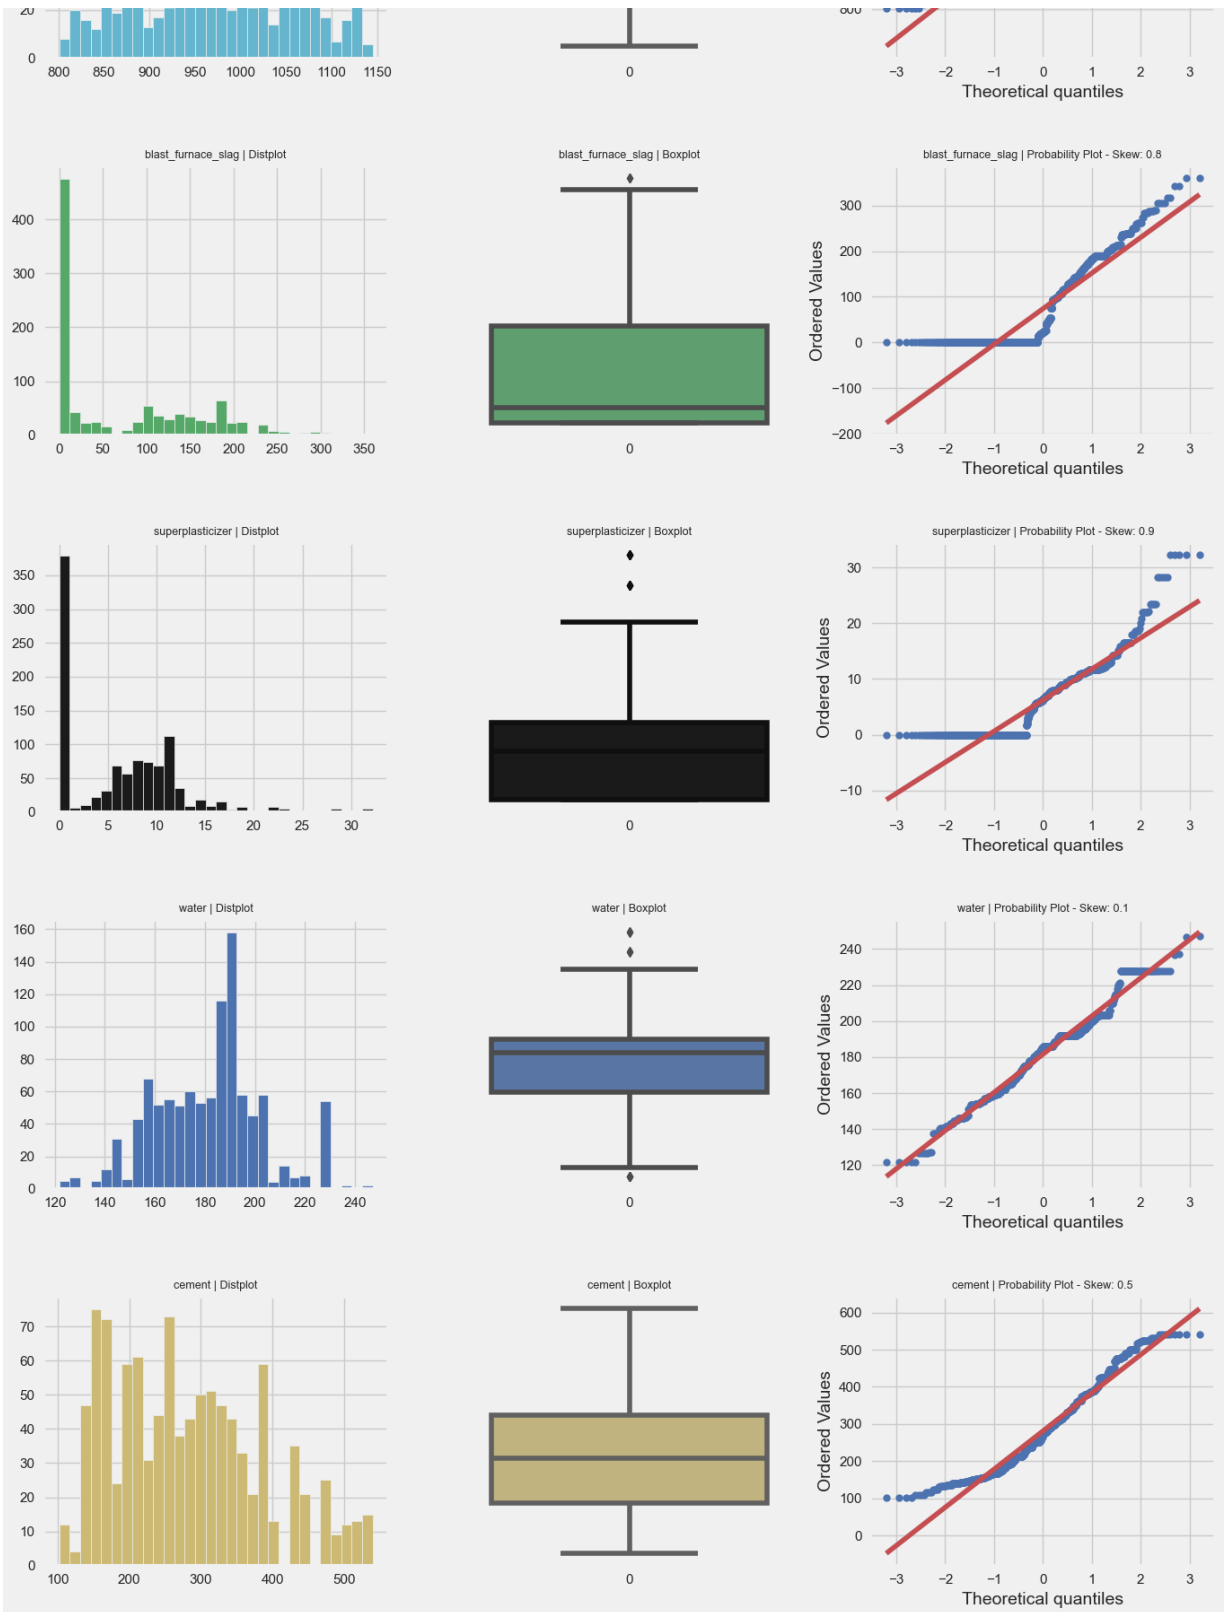 20
0
800 850 900 950 1000 1050 1100 1150
0
800
−3 −2 −1 0 1 2 3
Theoretical quantiles
blast_furnace_slag | Distplot
400
300
200
100
0
0 50 100 150 200 250 300 350
blast_furnace_slag | Boxplot
0
blast_furnace_slag | Probability Plot - Skew: 0.8
Ordered Values
300
200
100
0
−100
−200
−3 −2 −1 0 1 2 3
Theoretical quantiles
superplasticizer | Distplot
350
300
250
200
150
100
50
0
0 5 10 15 20 25 30
superplasticizer | Boxplot
0
superplasticizer | Probability Plot - Skew: 0.9
Ordered Values
30
20
10
0
−10
−3 −2 −1 0 1 2 3
Theoretical quantiles
water | Distplot
160
140
120
100
80
60
40
20
0
120 140 160 180 200 220 240
water | Boxplot
0
water | Probability Plot - Skew: 0.1
Ordered Values
240
220
200
180
160
140
120
−3 −2 −1 0 1 2 3
Theoretical quantiles
cement | Distplot
70
60
50
40
30
20
10
0
100 200 300 400 500
cement | Boxplot
0
cement | Probability Plot - Skew: 0.5
Ordered Values
600
500
400
300
200
100
0
−3 −2 −1 0 1 2 3
Theoretical quantiles